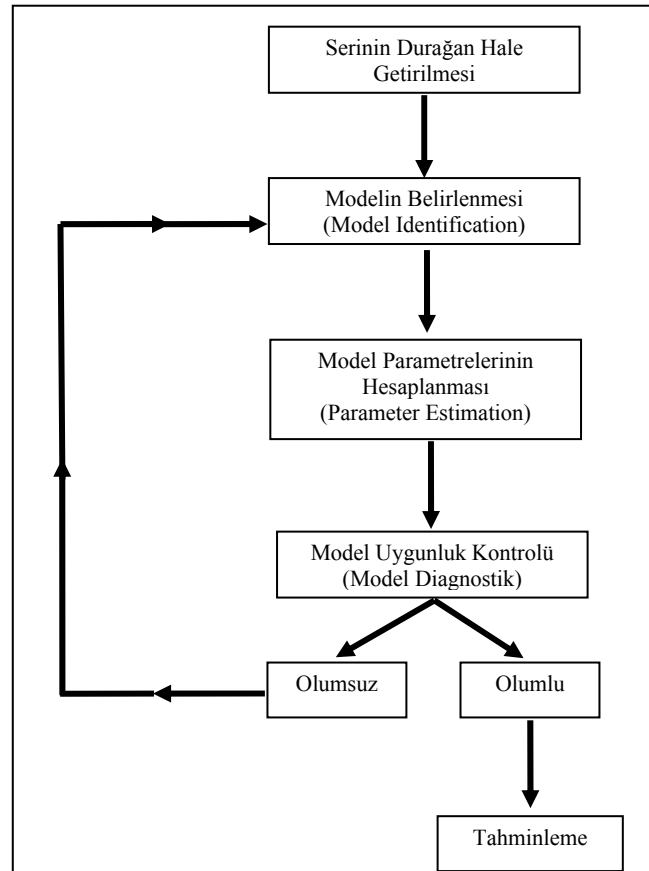 Serinin Durağan Hale
Getirilmesi
Modelin Belirlenmesi
(Model Identification)
Model Parametrelerinin
Hesaplanması
(Parameter Estimation)
Model Uygunluk Kontrolü
(Model Diagnostik)
Olumsuz
Olumlu
Tahminleme